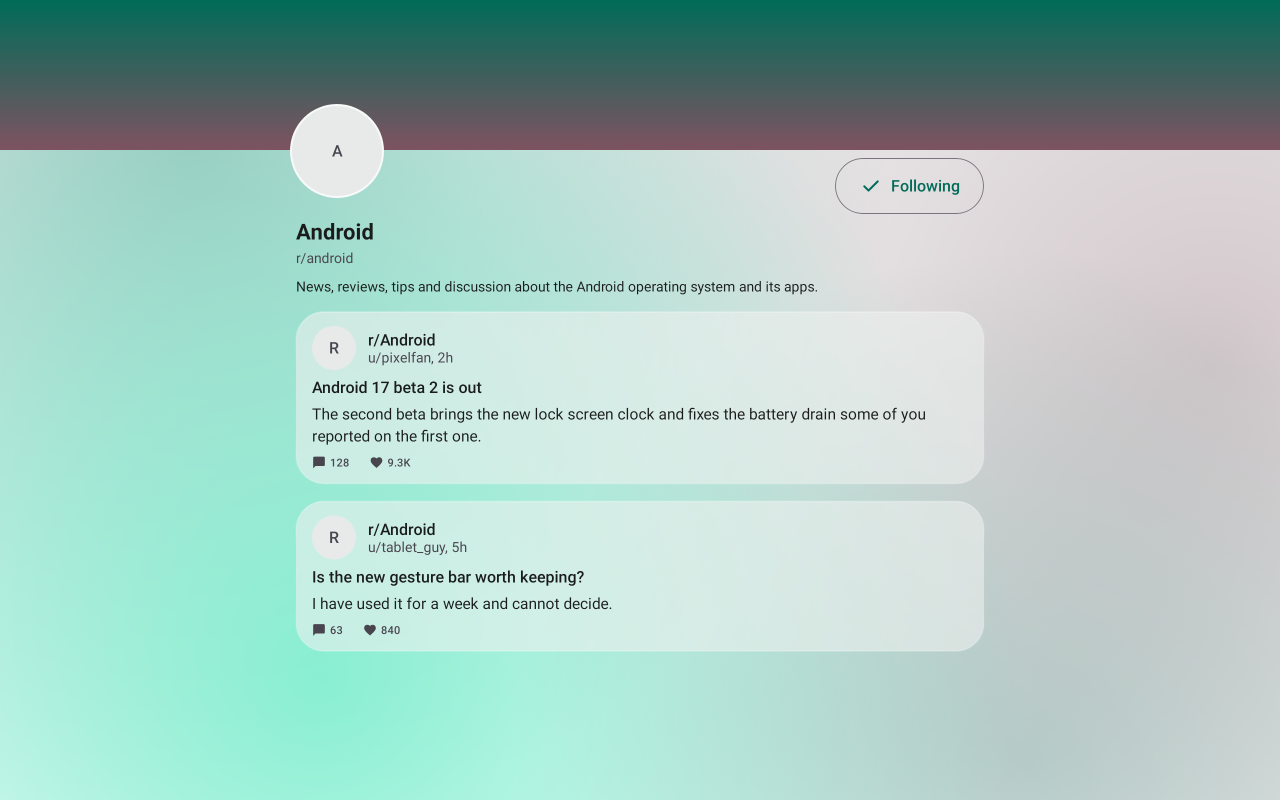 A
Following
Android
r/android
News, reviews, tips and discussion about the Android operating system and its apps.
R
r/Android
u/pixelfan, 2h
Android 17 beta 2 is out
The second beta brings the new lock screen clock and fixes the battery drain some of you
reported on the first one.
128 9.3K
R
r/Android
u/tablet_guy, 5h
Is the new gesture bar worth keeping?
I have used it for a week and cannot decide.
63 840